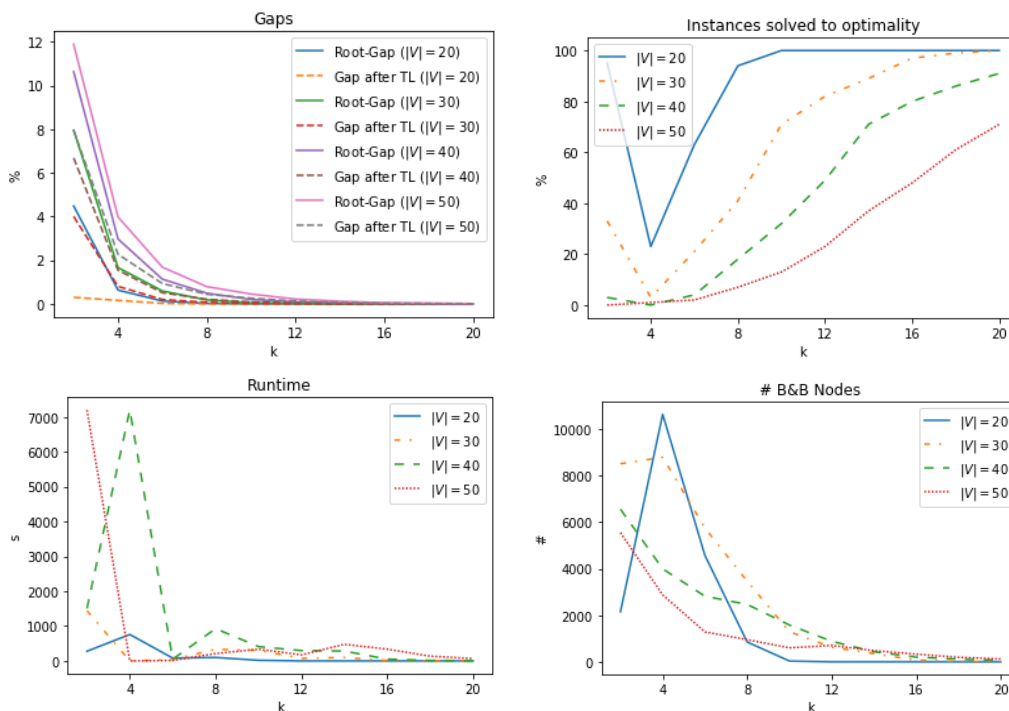 Gaps
12
10
8
6
4
2
0
%
4
8
12
16
20
k
Root-Gap (|V| = 20)
Gap after TL (|V| = 20)
Root-Gap (|V| = 30)
Gap after TL (|V| = 30)
Root-Gap (|V| = 40)
Gap after TL (|V| = 40)
Root-Gap (|V| = 50)
Gap after TL (|V| = 50)
Instances solved to optimality
100
80
60
40
20
0
%
4
8
12
16
20
k
|V| = 20
|V| = 30
|V| = 40
|V| = 50
Runtime
7000
6000
5000
4000
3000
2000
1000
0
s
4
8
12
16
20
k
|V| = 20
|V| = 30
|V| = 40
|V| = 50
# B&B Nodes
10000
8000
6000
4000
2000
0
#
4
8
12
16
20
k
|V| = 20
|V| = 30
|V| = 40
|V| = 50